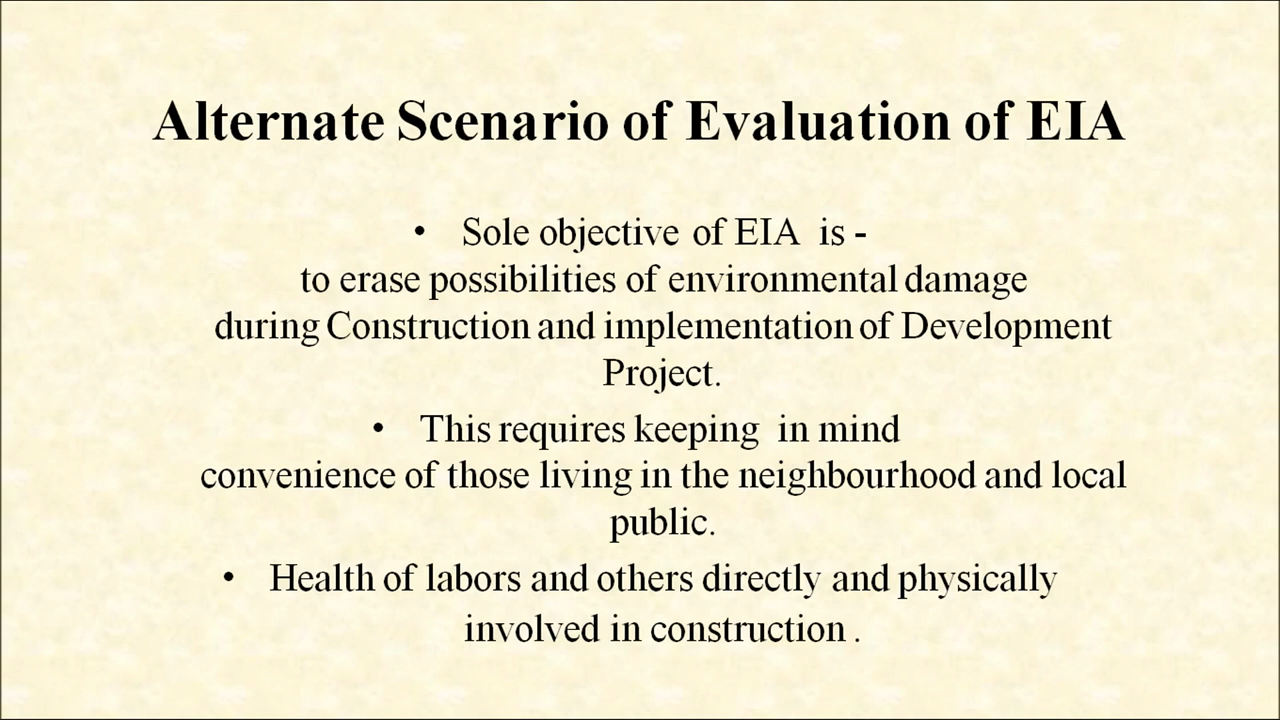 Alternate Scenario of Evaluation of EIA
• Sole objective of EIA is -
to erase possibilities of environmental damage
during Construction and implementation of Development
Project.
• This requires keeping in mind
convenience of those living in the neighbourhood and local
public.
• Health of labors and others directly and physically
involved in construction .